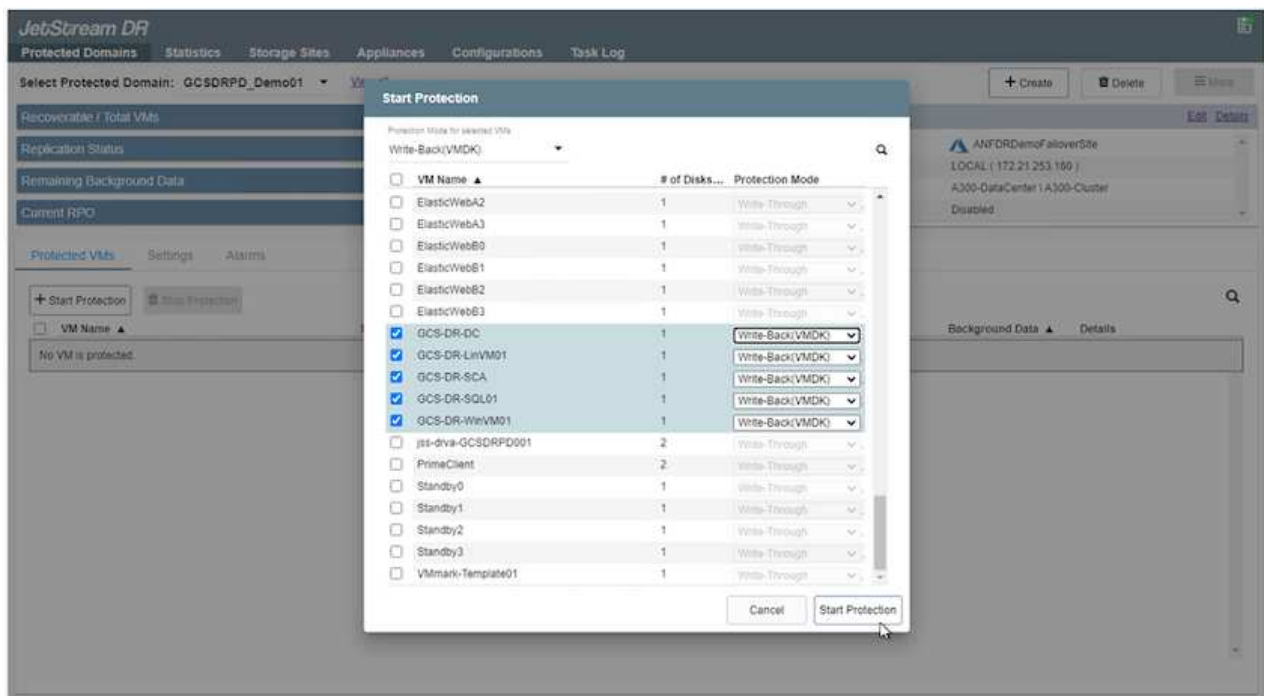 JetStream DR
Protected Domains Statistics Storage Sites Appliances Configurations Task Log
Select Protected Domain: GCSDRPD_Demo01
+ Create Delete More
Recoverable / Total VMs
Edit Details
Replication Status
ANFDRDemoFailoverSite
LOCAL ( 172.21.253.160 )
Remaining Background Data
A300-DataCenter \ A300-Cluster
Current RPO
Disabled
Protected VMs Settings Alarms
+ Start Protection Stop Protection
VM Name ▲
Background Data ▲ Details
No VM is protected.
Start Protection
Protection Mode for selected VMs
Write-Back(VMDK)
VM Name ▲ # of Disks... Protection Mode
ElasticWebA2 1 Write-Through
ElasticWebA3 1 Write-Through
ElasticWebB0 1 Write-Through
ElasticWebB1 1 Write-Through
ElasticWebB2 1 Write-Through
ElasticWebB3 1 Write-Through
GCS-DR-DC 1 Write-Back(VMDK)
GCS-DR-LinVM01 1 Write-Back(VMDK)
GCS-DR-SCA 1 Write-Back(VMDK)
GCS-DR-SQL01 1 Write-Back(VMDK)
GCS-DR-WinVM01 1 Write-Back(VMDK)
jss-drva-GCSDRPD001 2 Write-Through
PrimeClient 2 Write-Through
Standby0 1 Write-Through
Standby1 1 Write-Through
Standby2 1 Write-Through
Standby3 1 Write-Through
VMmark-Template01 1 Write-Through
Cancel Start Protection